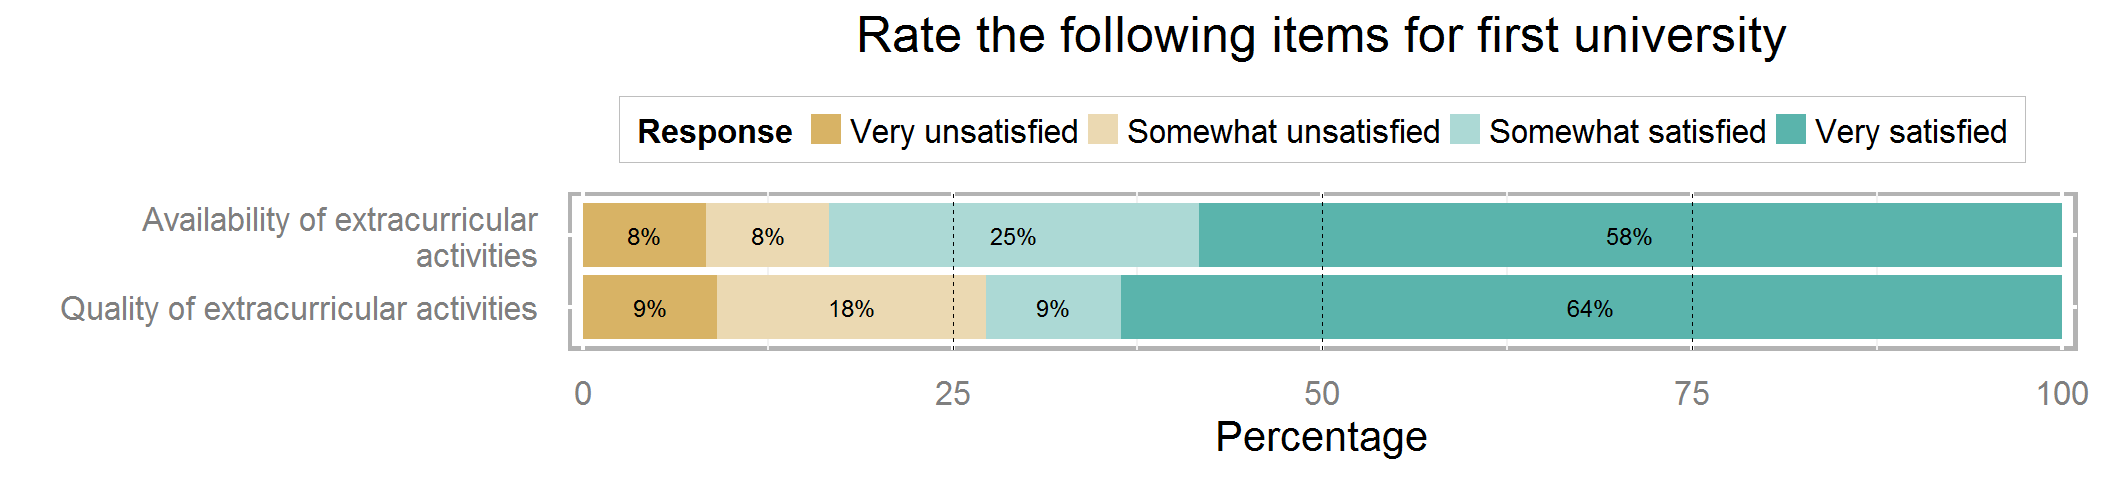 Rate the following items for first university
Response Very unsatisfied Somewhat unsatisfied Somewhat satisfied Very satisfied
Availability of extracurricular
activities
8% 8% 25% 58%
Quality of extracurricular activities
9% 18% 9% 64%
0 25 50 75 100
Percentage